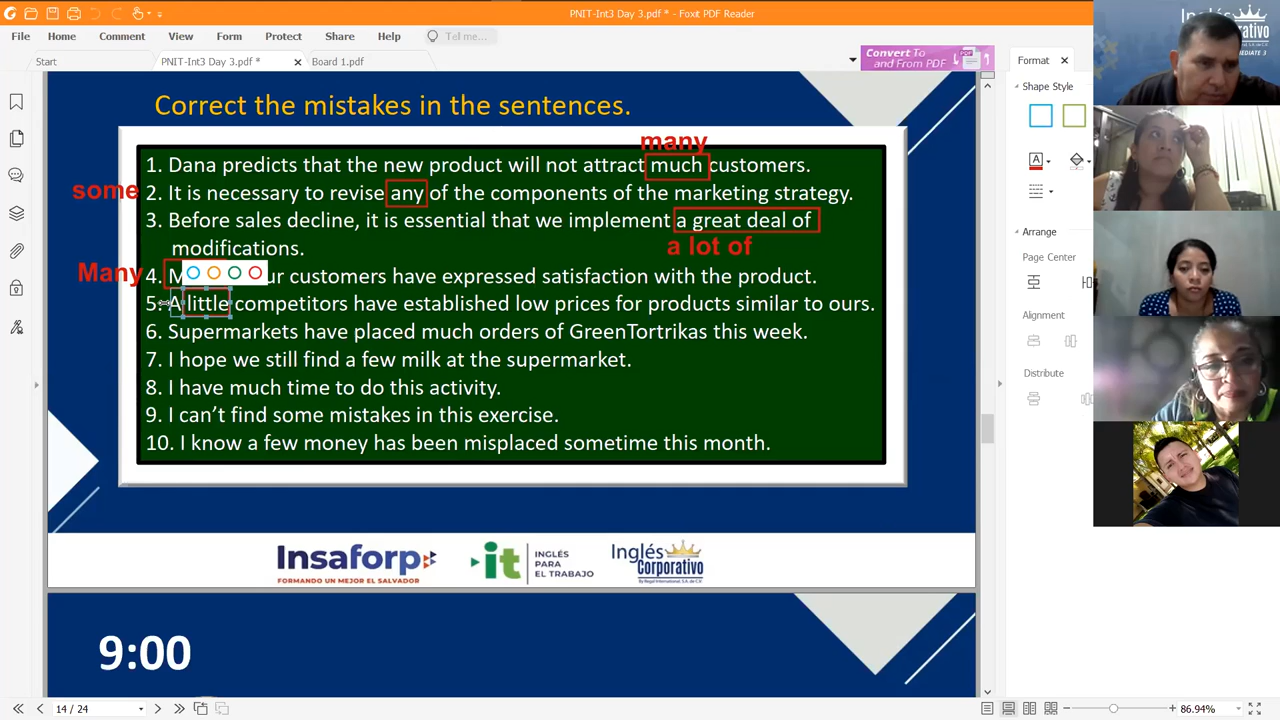 PNIT-Int3 Day 3.pdf * - Foxit PDF Reader
File Home Comment View Form Protect Share Help Tell me...
Start PNIT-Int3 Day 3.pdf * Board 1.pdf
Convert To
and From PDF
Correct the mistakes in the sentences.
many
1. Dana predicts that the new product will not attract much customers.
some
2. It is necessary to revise any of the components of the marketing strategy.
3. Before sales decline, it is essential that we implement a great deal of
modifications.
a lot of
Many
4. customers have expressed satisfaction with the product.
5. A little competitors have established low prices for products similar to ours.
6. Supermarkets have placed much orders of GreenTortrikas this week.
7. I hope we still find a few milk at the supermarket.
8. I have much time to do this activity.
9. I can't find some mistakes in this exercise.
10. I know a few money has been misplaced sometime this month.
Insaforp
FORMANDO UN MEJOR EL SALVADOR
it
INGLÉS
PARA
EL TRABAJO
Inglés
Corporativo
9:00
14 / 24
86.94%
Format
Shape Style
A
Arrange
Page Center
Alignment
Distribute
Inglés
Corporativo